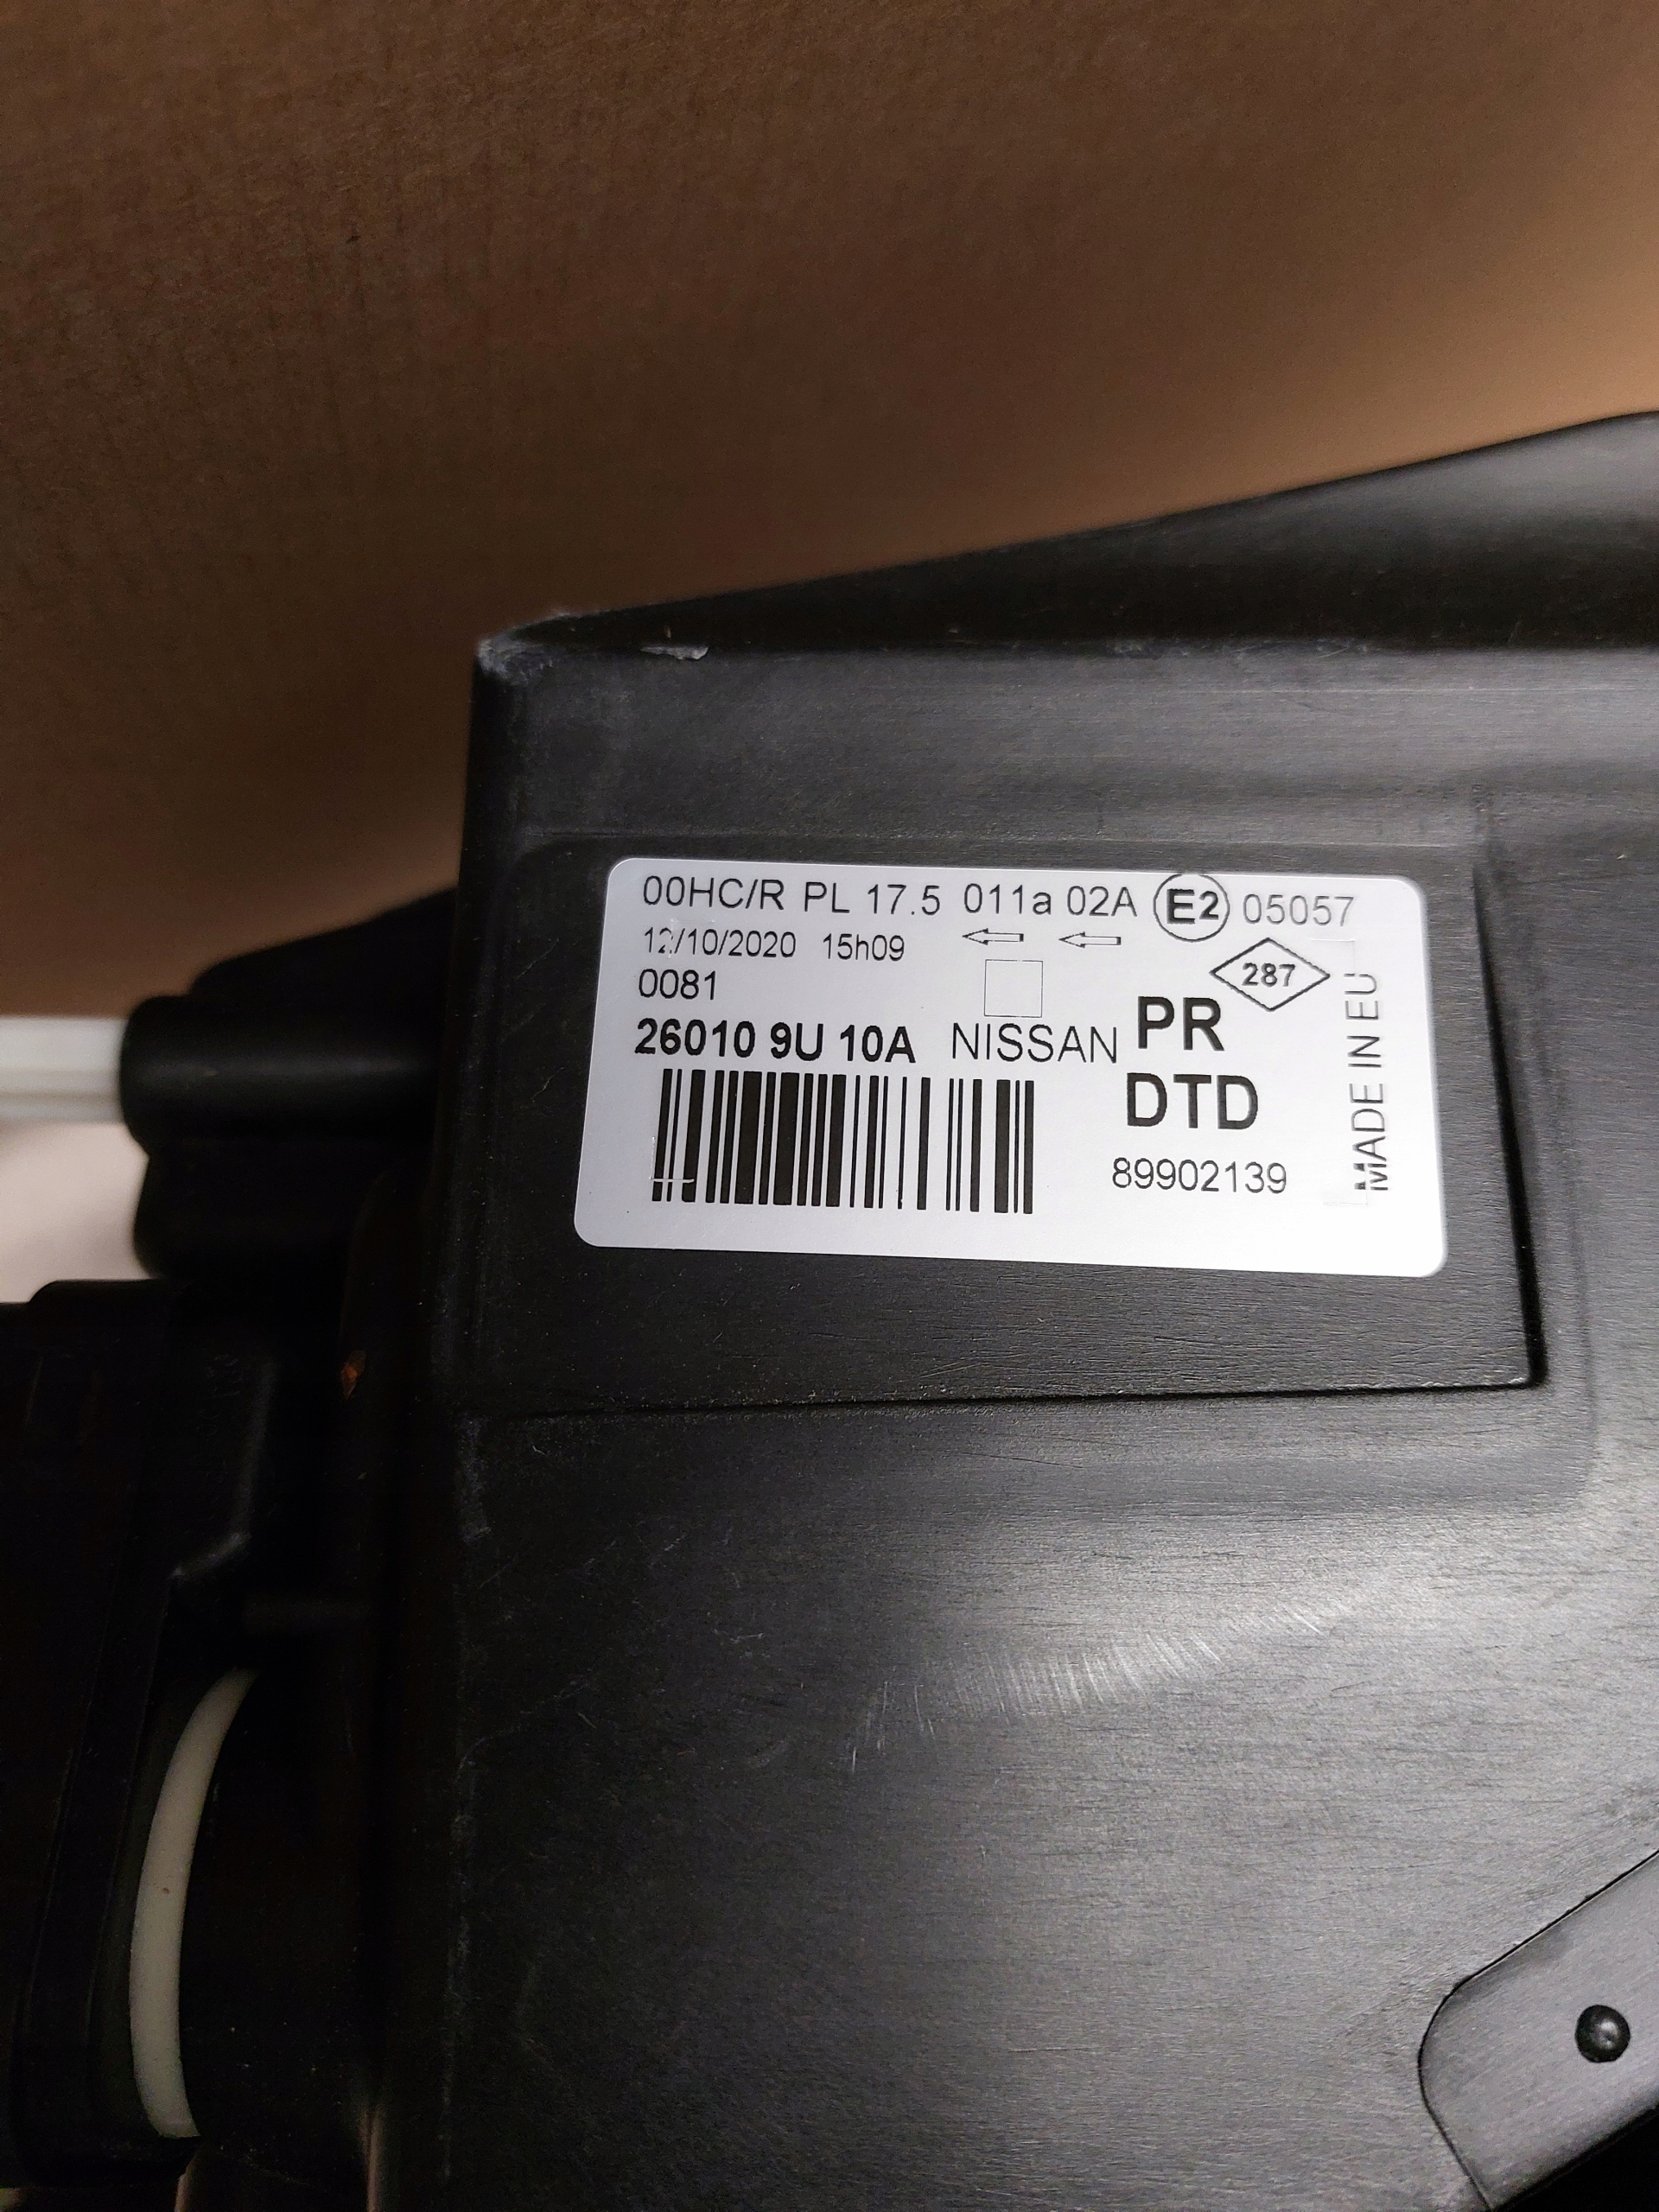 00HC/R PL 17.5 011a 02A E2 05057
12/10/2020 15h09
287
0081
26010 9U 10A NISSAN PR
DTD
89902139
MADE IN EU